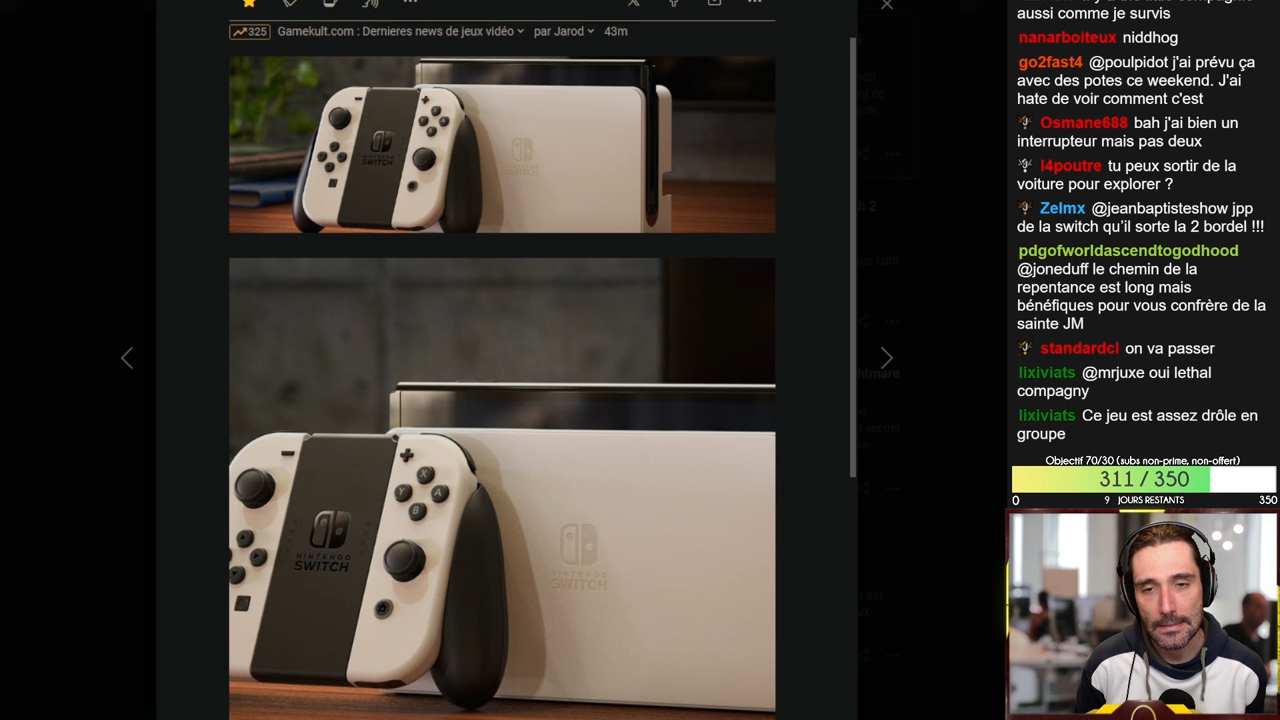 325 Gamekult.com : Dernieres news de jeux vidéo par Jarod 43m
NINTENDO
SWITCH
X
Y A
B
NINTENDO
SWITCH
NINTENDO
SWITCH
aussi comme je survis
nanarboiteux niddhog
go2fast4 @poulpidot j'ai prévu ça
avec des potes ce weekend. J'ai
hate de voir comment c'est
Osmane688 bah j'ai bien un
interrupteur mais pas deux
l4poutre tu peux sortir de la
voiture pour explorer ?
Zelmx @jeanbaptisteshow jpp
de la switch qu'il sorte la 2 bordel !!!
pdgofworldascendtogodhood
@joneduff le chemin de la
repentance est long mais
bénéfiques pour vous confrère de la
sainte JM
standardcl on va passer
lixiviats @mrjuxe oui lethal
compagny
lixiviats Ce jeu est assez drôle en
groupe
Objectif 70/30 (subs non-prime, non-offert)
311 / 350
0 9 JOURS RESTANTS 350